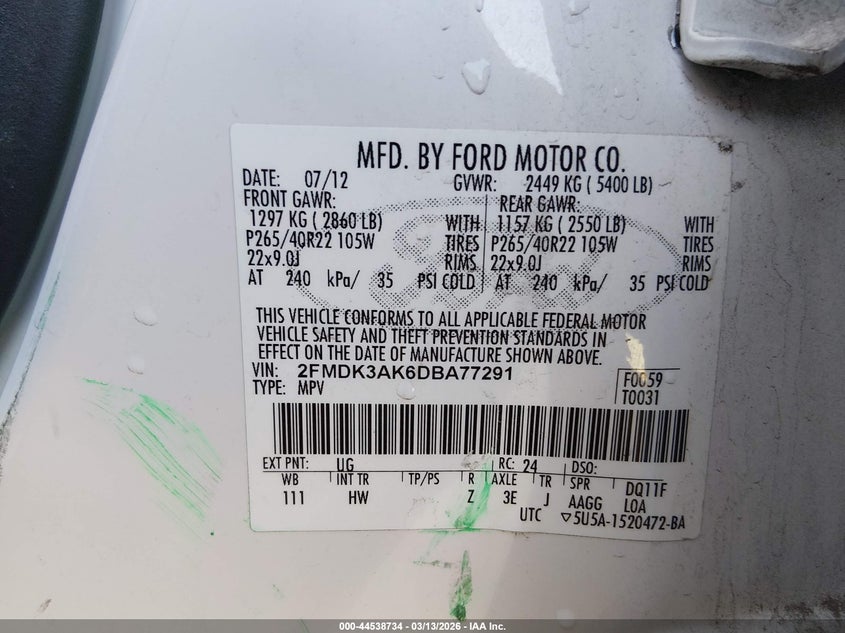 MFD. BY FORD MOTOR CO.
DATE: 07/12 GVWR: 2449 KG ( 5400 LB)
FRONT GAWR: REAR GAWR:
1297 KG ( 2860 LB) WITH 1157 KG ( 2550 LB) WITH
P265/40R22 105W TIRES P265/40R22 105W TIRES
22x9.0J RIMS 22x9.0J RIMS
AT 240 kPa/ 35 PSI COLD AT 240 kPa/ 35 PSI COLD
THIS VEHICLE CONFORMS TO ALL APPLICABLE FEDERAL MOTOR
VEHICLE SAFETY AND THEFT PREVENTION STANDARDS IN
EFFECT ON THE DATE OF MANUFACTURE SHOWN ABOVE.
VIN: 2FMDK3AK6DBA77291 F0059
TYPE: MPV T0031
EXT PNT: UG RC: 24 DSO:
WB INT TR TP/PS R AXLE TR SPR DQ11F
111 HW Z 3E J AAGG LOA
UTC ▽5U5A-1520472-BA
000-44538734 - 03/13/2026 - IAA Inc.